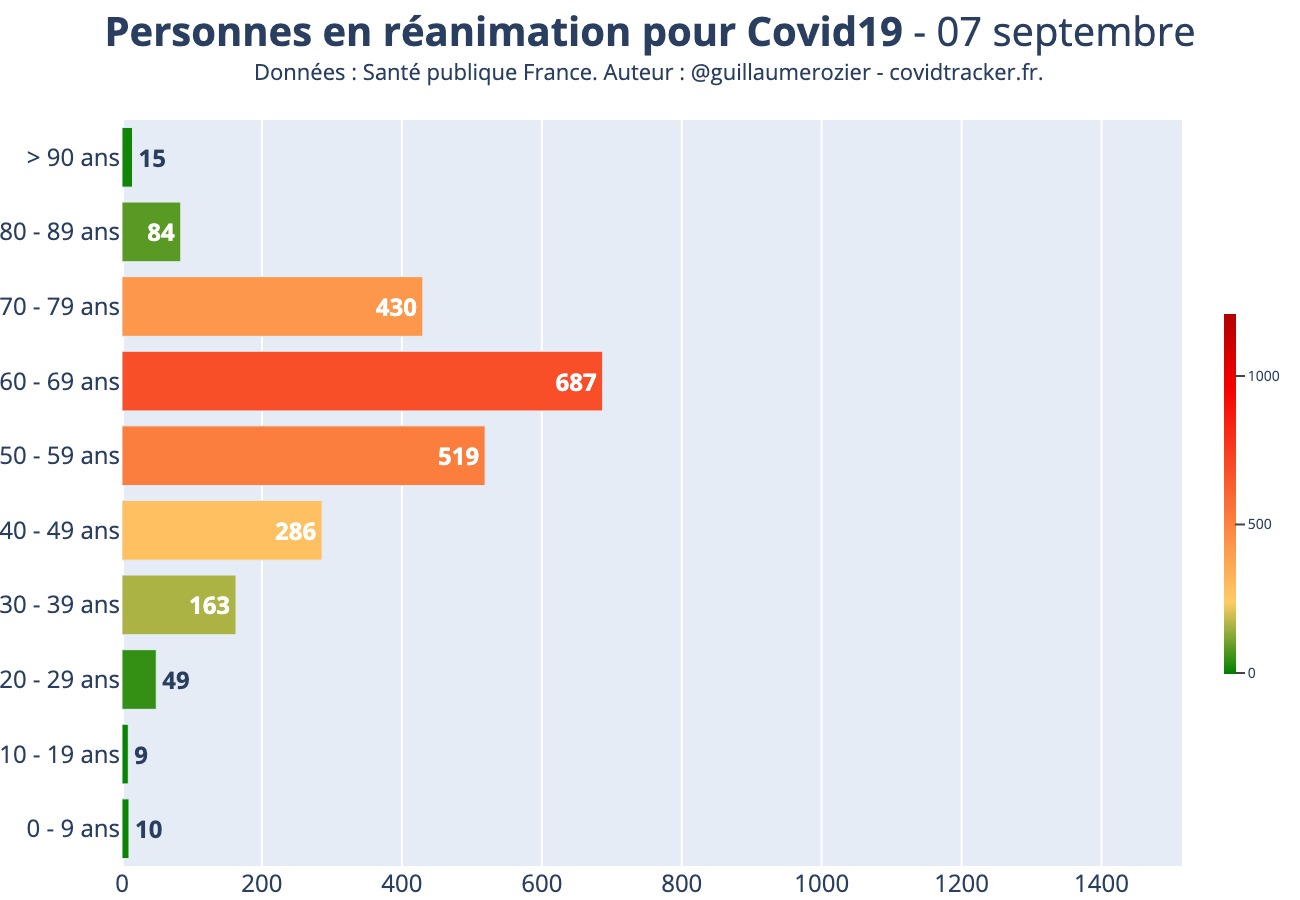 Personnes en réanimation pour Covid19 - 07 septembre
Données : Santé publique France. Auteur : @guillaumerozier - covidtracker.fr.
> 90 ans 15
80 - 89 ans 84
70 - 79 ans 430
60 - 69 ans 687
50 - 59 ans 519
40 - 49 ans 286
30 - 39 ans 163
20 - 29 ans 49
10 - 19 ans 9
0 - 9 ans 10
0 200 400 600 800 1000 1200 1400
1000
500
0